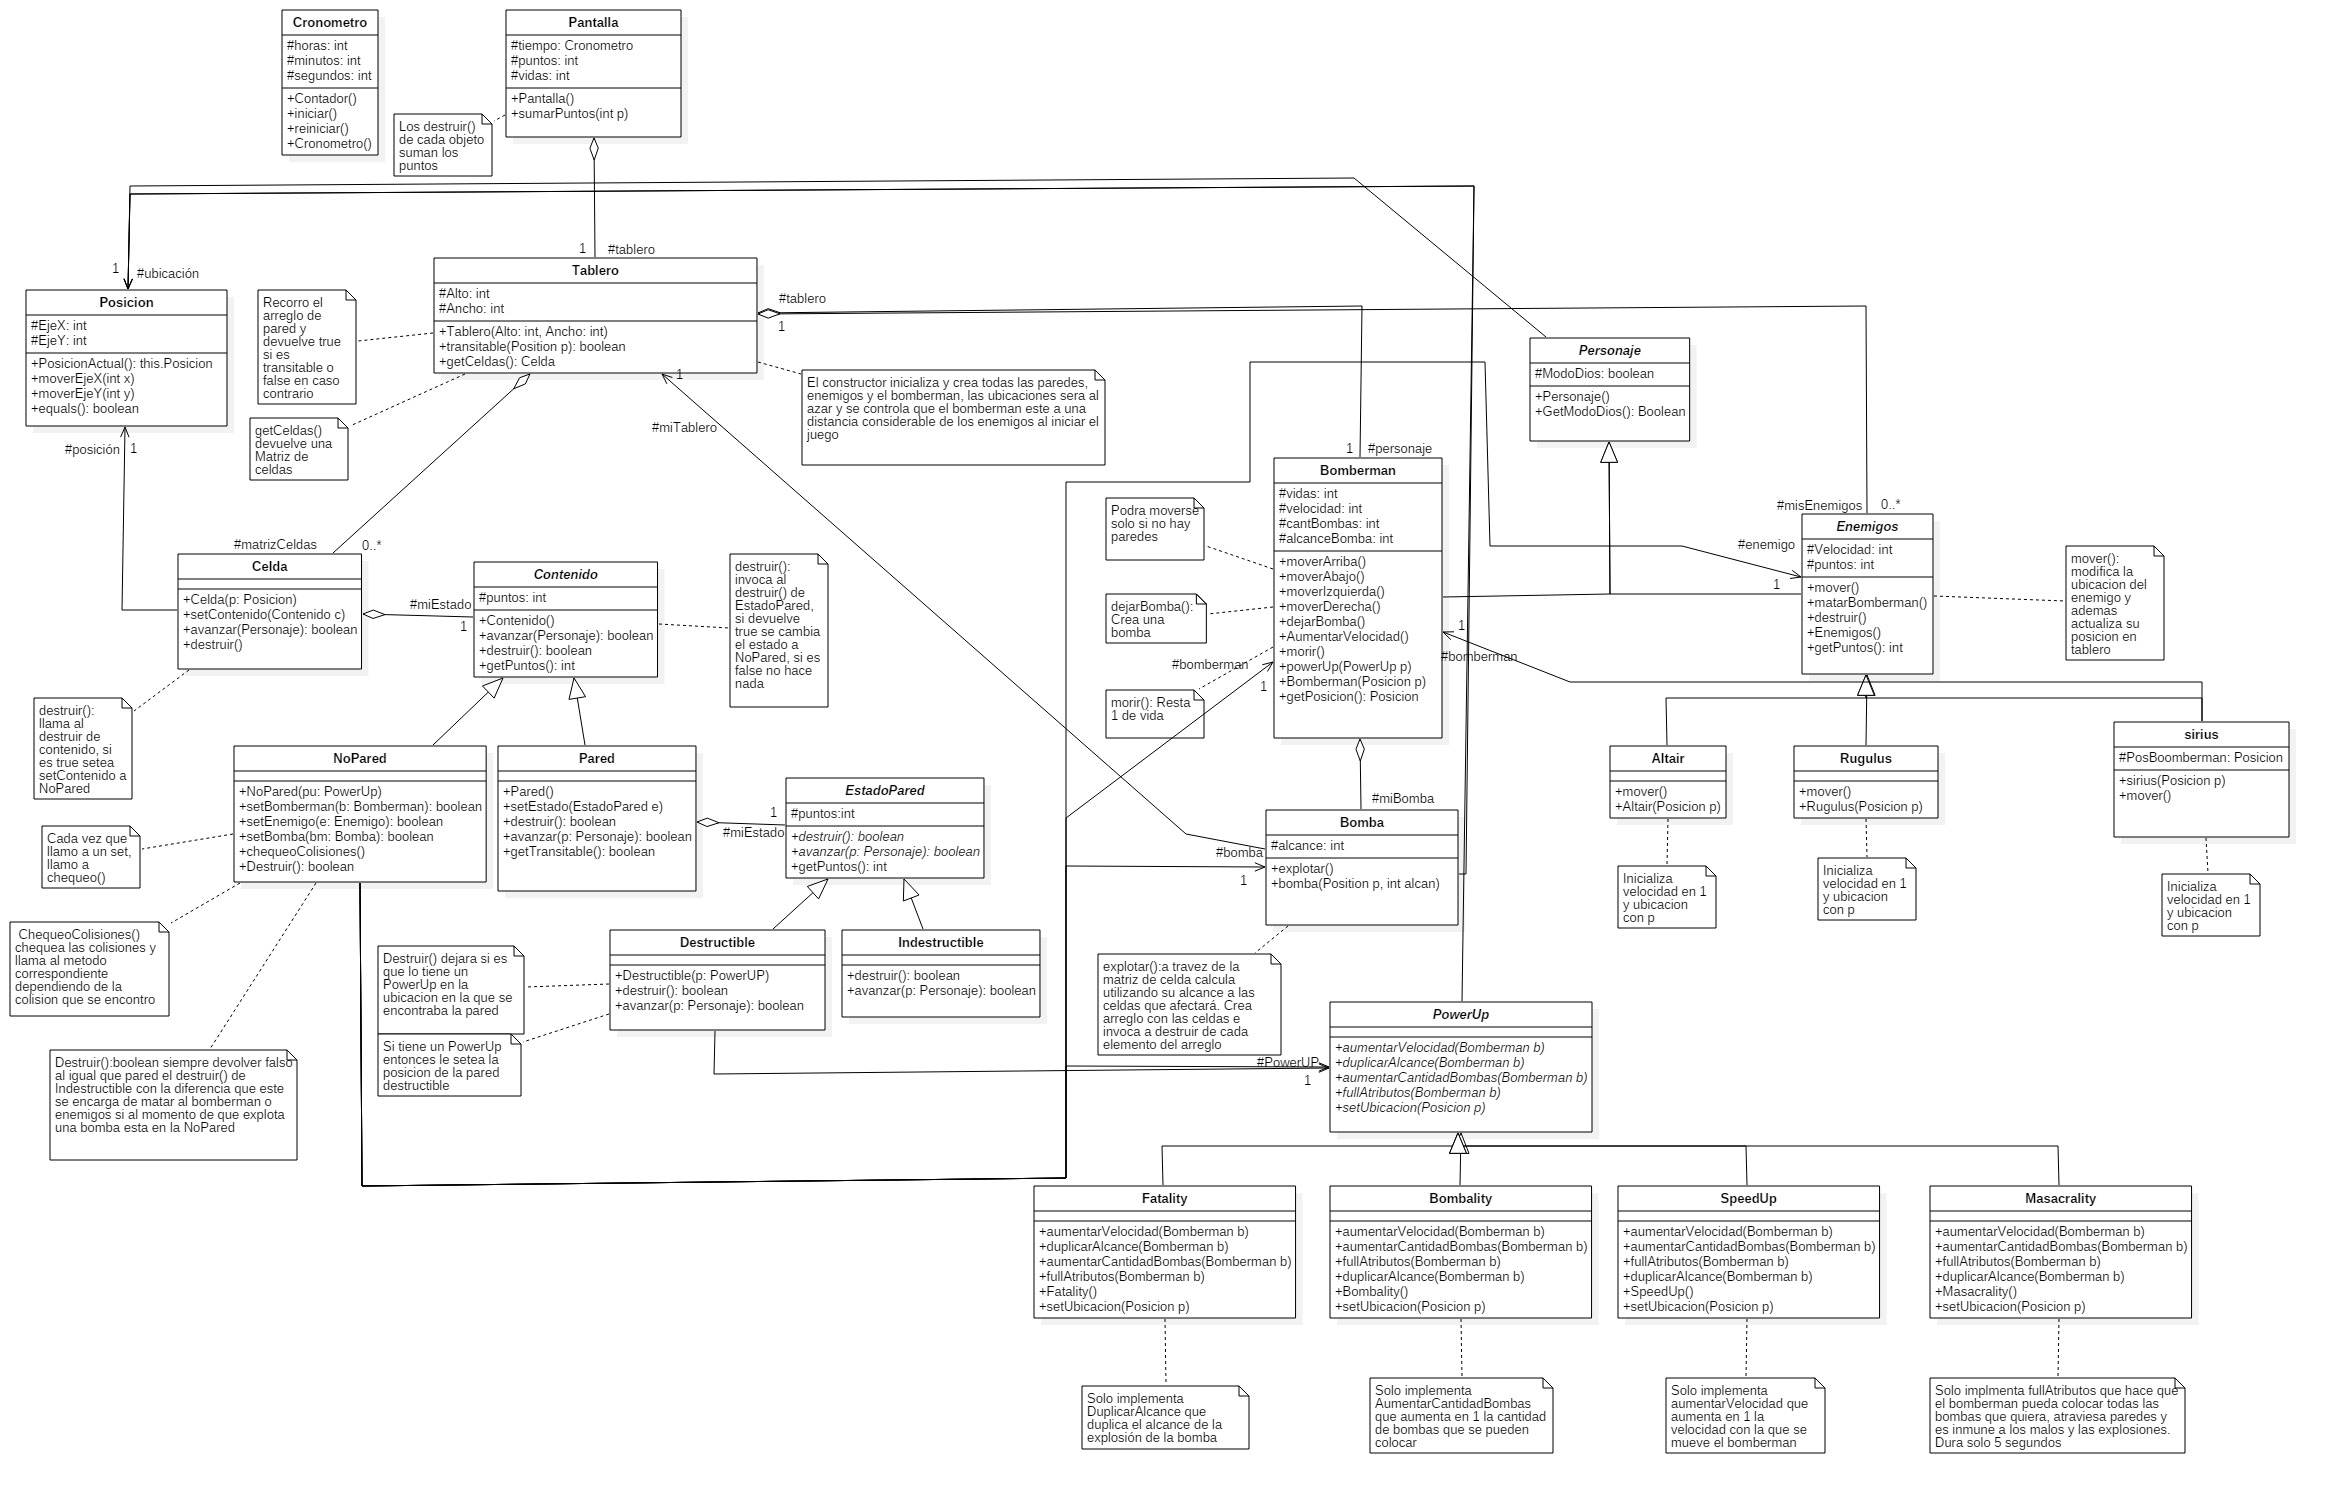 Cronometro
#horas: int
#minutos: int
#segundos: int
+Contador()
+iniciar()
+reiniciar()
+Cronometro()
Pantalla
#tiempo: Cronometro
#puntos: int
#vidas: int
+Pantalla()
+sumarPuntos(int p)
Los destruir()
de cada objeto
suman los
puntos
1
#tablero
1
#ubicación
Posicion
#EjeX: int
#EjeY: int
+PosicionActual(): this.Posicion
+moverEjeX(int x)
+moverEjeY(int y)
+equals(): boolean
#posición
1
Recorro el
arreglo de
pared y
devuelve true
si es
transitable o
false en caso
contrario
getCeldas()
devuelve una
Matriz de
celdas
Tablero
#Alto: int
#Ancho: int
+Tablero(Alto: int, Ancho: int)
+transitable(Position p): boolean
+getCeldas(): Celda
#tablero
1
1
#miTablero
El constructor inicializa y crea todas las paredes,
enemigos y el bomberman, las ubicaciones sera al
azar y se controla que el bomberman este a una
distancia considerable de los enemigos al iniciar el
juego
Personaje
#ModoDios: boolean
+Personaje()
+GetModoDios(): Boolean
1
#personaje
Bomberman
#vidas: int
#velocidad: int
#cantBombas: int
#alcanceBomba: int
+moverArriba()
+moverAbajo()
+moverIzquierda()
+moverDerecha()
+dejarBomba()
+AumentarVelocidad()
+morir()
+powerUp(PowerUp p)
+Bomberman(Posicion p)
+getPosicion(): Posicion
Podra moverse
solo si no hay
paredes
dejarBomba():
Crea una
bomba
#bomberman
1
morir(): Resta
1 de vida
1
#bomberman
#misEnemigos
0..*
#enemigo
1
Enemigos
#Velocidad: int
#puntos: int
+mover()
+matarBomberman()
+destruir()
+Enemigos()
+getPuntos(): int
mover():
modifica la
ubicacion del
enemigo y
ademas
actualiza su
posicion en
tablero
#matrizCeldas
0..*
Celda
+Celda(p: Posicion)
+setContenido(Contenido c)
+avanzar(Personaje): boolean
+destruir()
#miEstado
1
Contenido
#puntos: int
+Contenido()
+avanzar(Personaje): boolean
+destruir(): boolean
+getPuntos(): int
destruir():
invoca al
destruir() de
EstadoPared,
si devuelve
true se cambia
el estado a
NoPared, si es
false no hace
nada
destruir():
llama al
destruir de
contenido, si
es true setea
setContenido a
NoPared
NoPared
+NoPared(pu: PowerUp)
+setBomberman(b: Bomberman): boolean
+setEnemigo(e: Enemigo): boolean
+setBomba(bm: Bomba): boolean
+chequeoColisiones()
+Destruir(): boolean
Pared
+Pared()
+setEstado(EstadoPared e)
+destruir(): boolean
+avanzar(p: Personaje): boolean
+getTransitable(): boolean
1
#miEstado
EstadoPared
#puntos:int
+destruir(): boolean
+avanzar(p: Personaje): boolean
+getPuntos(): int
Cada vez que
llamo a un set,
llamo a
chequeo()
ChequeoColisiones()
chequea las colisiones y
llama al metodo
correspondiente
dependiendo de la
colision que se encontro
Destruir():boolean siempre devolver falso
al igual que pared el destruir() de
Indestructible con la diferencia que este
se encarga de matar al bomberman o
enemigos si al momento de que explota
una bomba esta en la NoPared
Destruir() dejara si es
que lo tiene un
PowerUp en la
ubicacion en la que se
encontraba la pared
Si tiene un PowerUp
entonces le setea la
posicion de la pared
destructible
Destructible
+Destructible(p: PowerUP)
+destruir(): boolean
+avanzar(p: Personaje): boolean
Indestructible
+destruir(): boolean
+avanzar(p: Personaje): boolean
#miBomba
#bomba
1
Bomba
#alcance: int
+explotar()
+bomba(Position p, int alcan)
explotar():a travez de la
matriz de celda calcula
utilizando su alcance a las
celdas que afectará. Crea
arreglo con las celdas e
invoca a destruir de cada
elemento del arreglo
Altair
+mover()
+Altair(Posicion p)
Rugulus
+mover()
+Rugulus(Posicion p)
sirius
#PosBoomberman: Posicion
+sirius(Posicion p)
+mover()
Inicializa
velocidad en 1
y ubicacion
con p
Inicializa
velocidad en 1
y ubicacion
con p
Inicializa
velocidad en 1
y ubicacion
con p
#PowerUP
1
PowerUp
+aumentarVelocidad(Bomberman b)
+duplicarAlcance(Bomberman b)
+aumentarCantidadBombas(Bomberman b)
+fullAtributos(Bomberman b)
+setUbicacion(Posicion p)
Fatality
+aumentarVelocidad(Bomberman b)
+duplicarAlcance(Bomberman b)
+aumentarCantidadBombas(Bomberman b)
+fullAtributos(Bomberman b)
+Fatality()
+setUbicacion(Posicion p)
Bombality
+aumentarVelocidad(Bomberman b)
+aumentarCantidadBombas(Bomberman b)
+fullAtributos(Bomberman b)
+duplicarAlcance(Bomberman b)
+Bombality()
+setUbicacion(Posicion p)
SpeedUp
+aumentarVelocidad(Bomberman b)
+aumentarCantidadBombas(Bomberman b)
+fullAtributos(Bomberman b)
+duplicarAlcance(Bomberman b)
+SpeedUp()
+setUbicacion(Posicion p)
Masacrality
+aumentarVelocidad(Bomberman b)
+aumentarCantidadBombas(Bomberman b)
+fullAtributos(Bomberman b)
+duplicarAlcance(Bomberman b)
+Masacrality()
+setUbicacion(Posicion p)
Solo implementa
DuplicarAlcance que
duplica el alcance de la
explosión de la bomba
Solo implementa
AumentarCantidadBombas
que aumenta en 1 la cantidad
de bombas que se pueden
colocar
Solo implementa
aumentarVelocidad que
aumenta en 1 la
velocidad con la que se
mueve el bomberman
Solo implmenta fullAtributos que hace que
el bomberman pueda colocar todas las
bombas que quiera, atraviesa paredes y
es inmune a los malos y las explosiones.
Dura solo 5 segundos